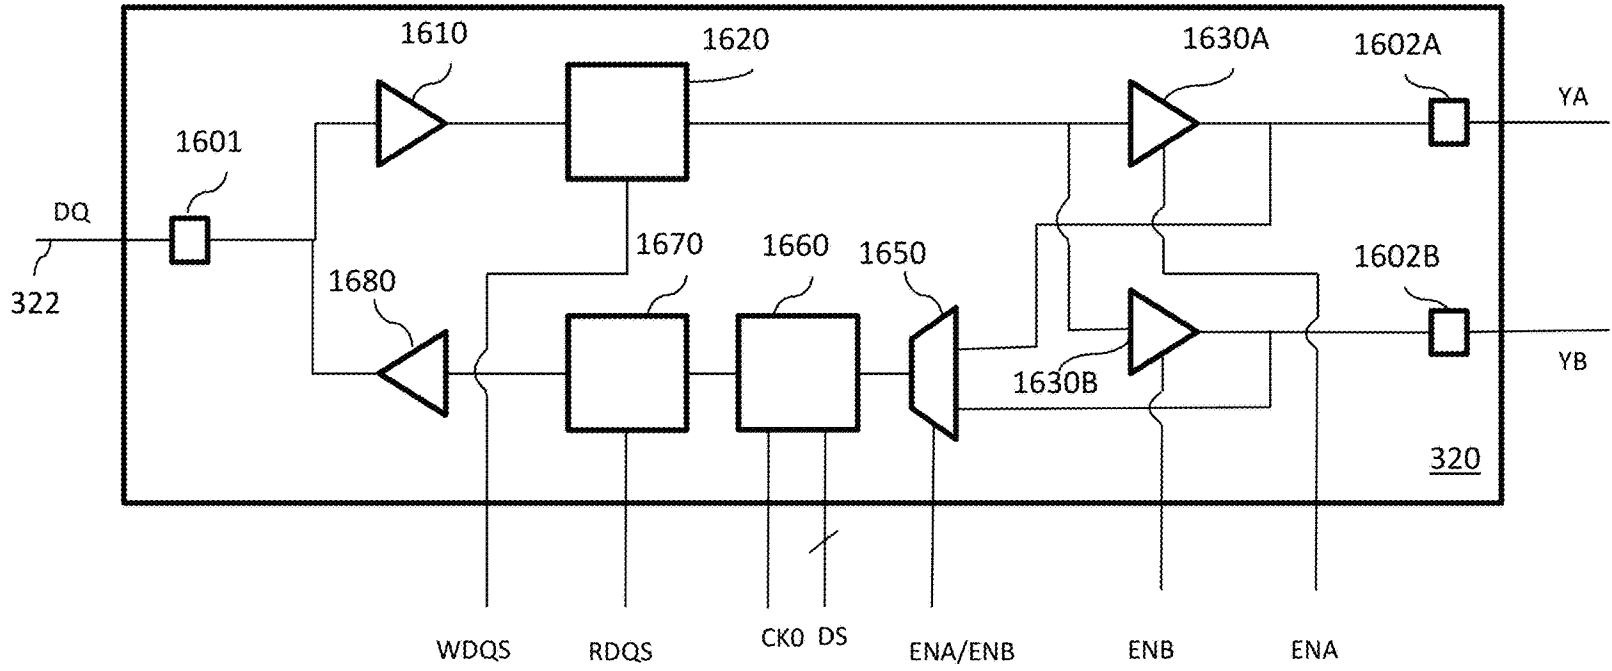 1610
1620
1630A
1602A
YA
1601
DQ
322
1680
1670
1660
1650
1602B
1630B
YB
320
WDQS
RDQS
CK0
DS
ENA/ENB
ENB
ENA